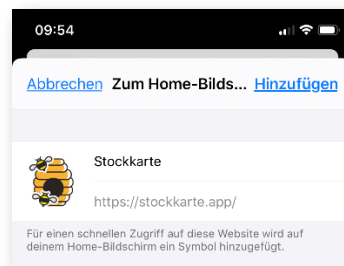 09:54
Abbrechen Zum Home-Bilds... Hinzufügen
Stockkarte
https://stockkarte.app/
Für einen schnellen Zugriff auf diese Website wird auf
deinem Home-Bildschirm ein Symbol hinzugefügt.